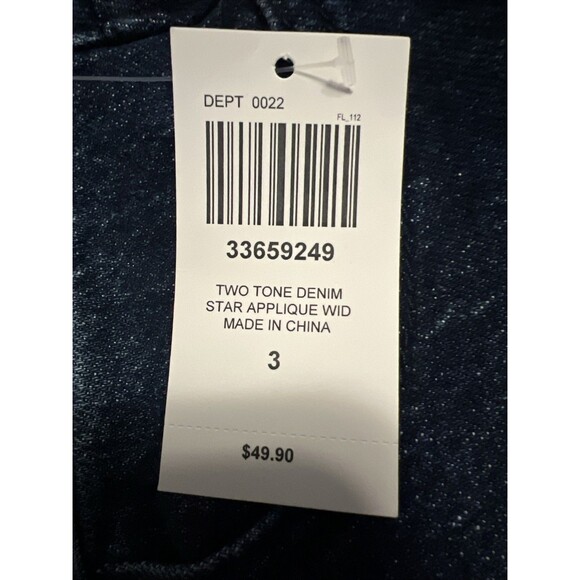 DEPT 0022
FL_112
33659249
TWO TONE DENIM
STAR APPLIQUE WID
MADE IN CHINA
3
$49.90